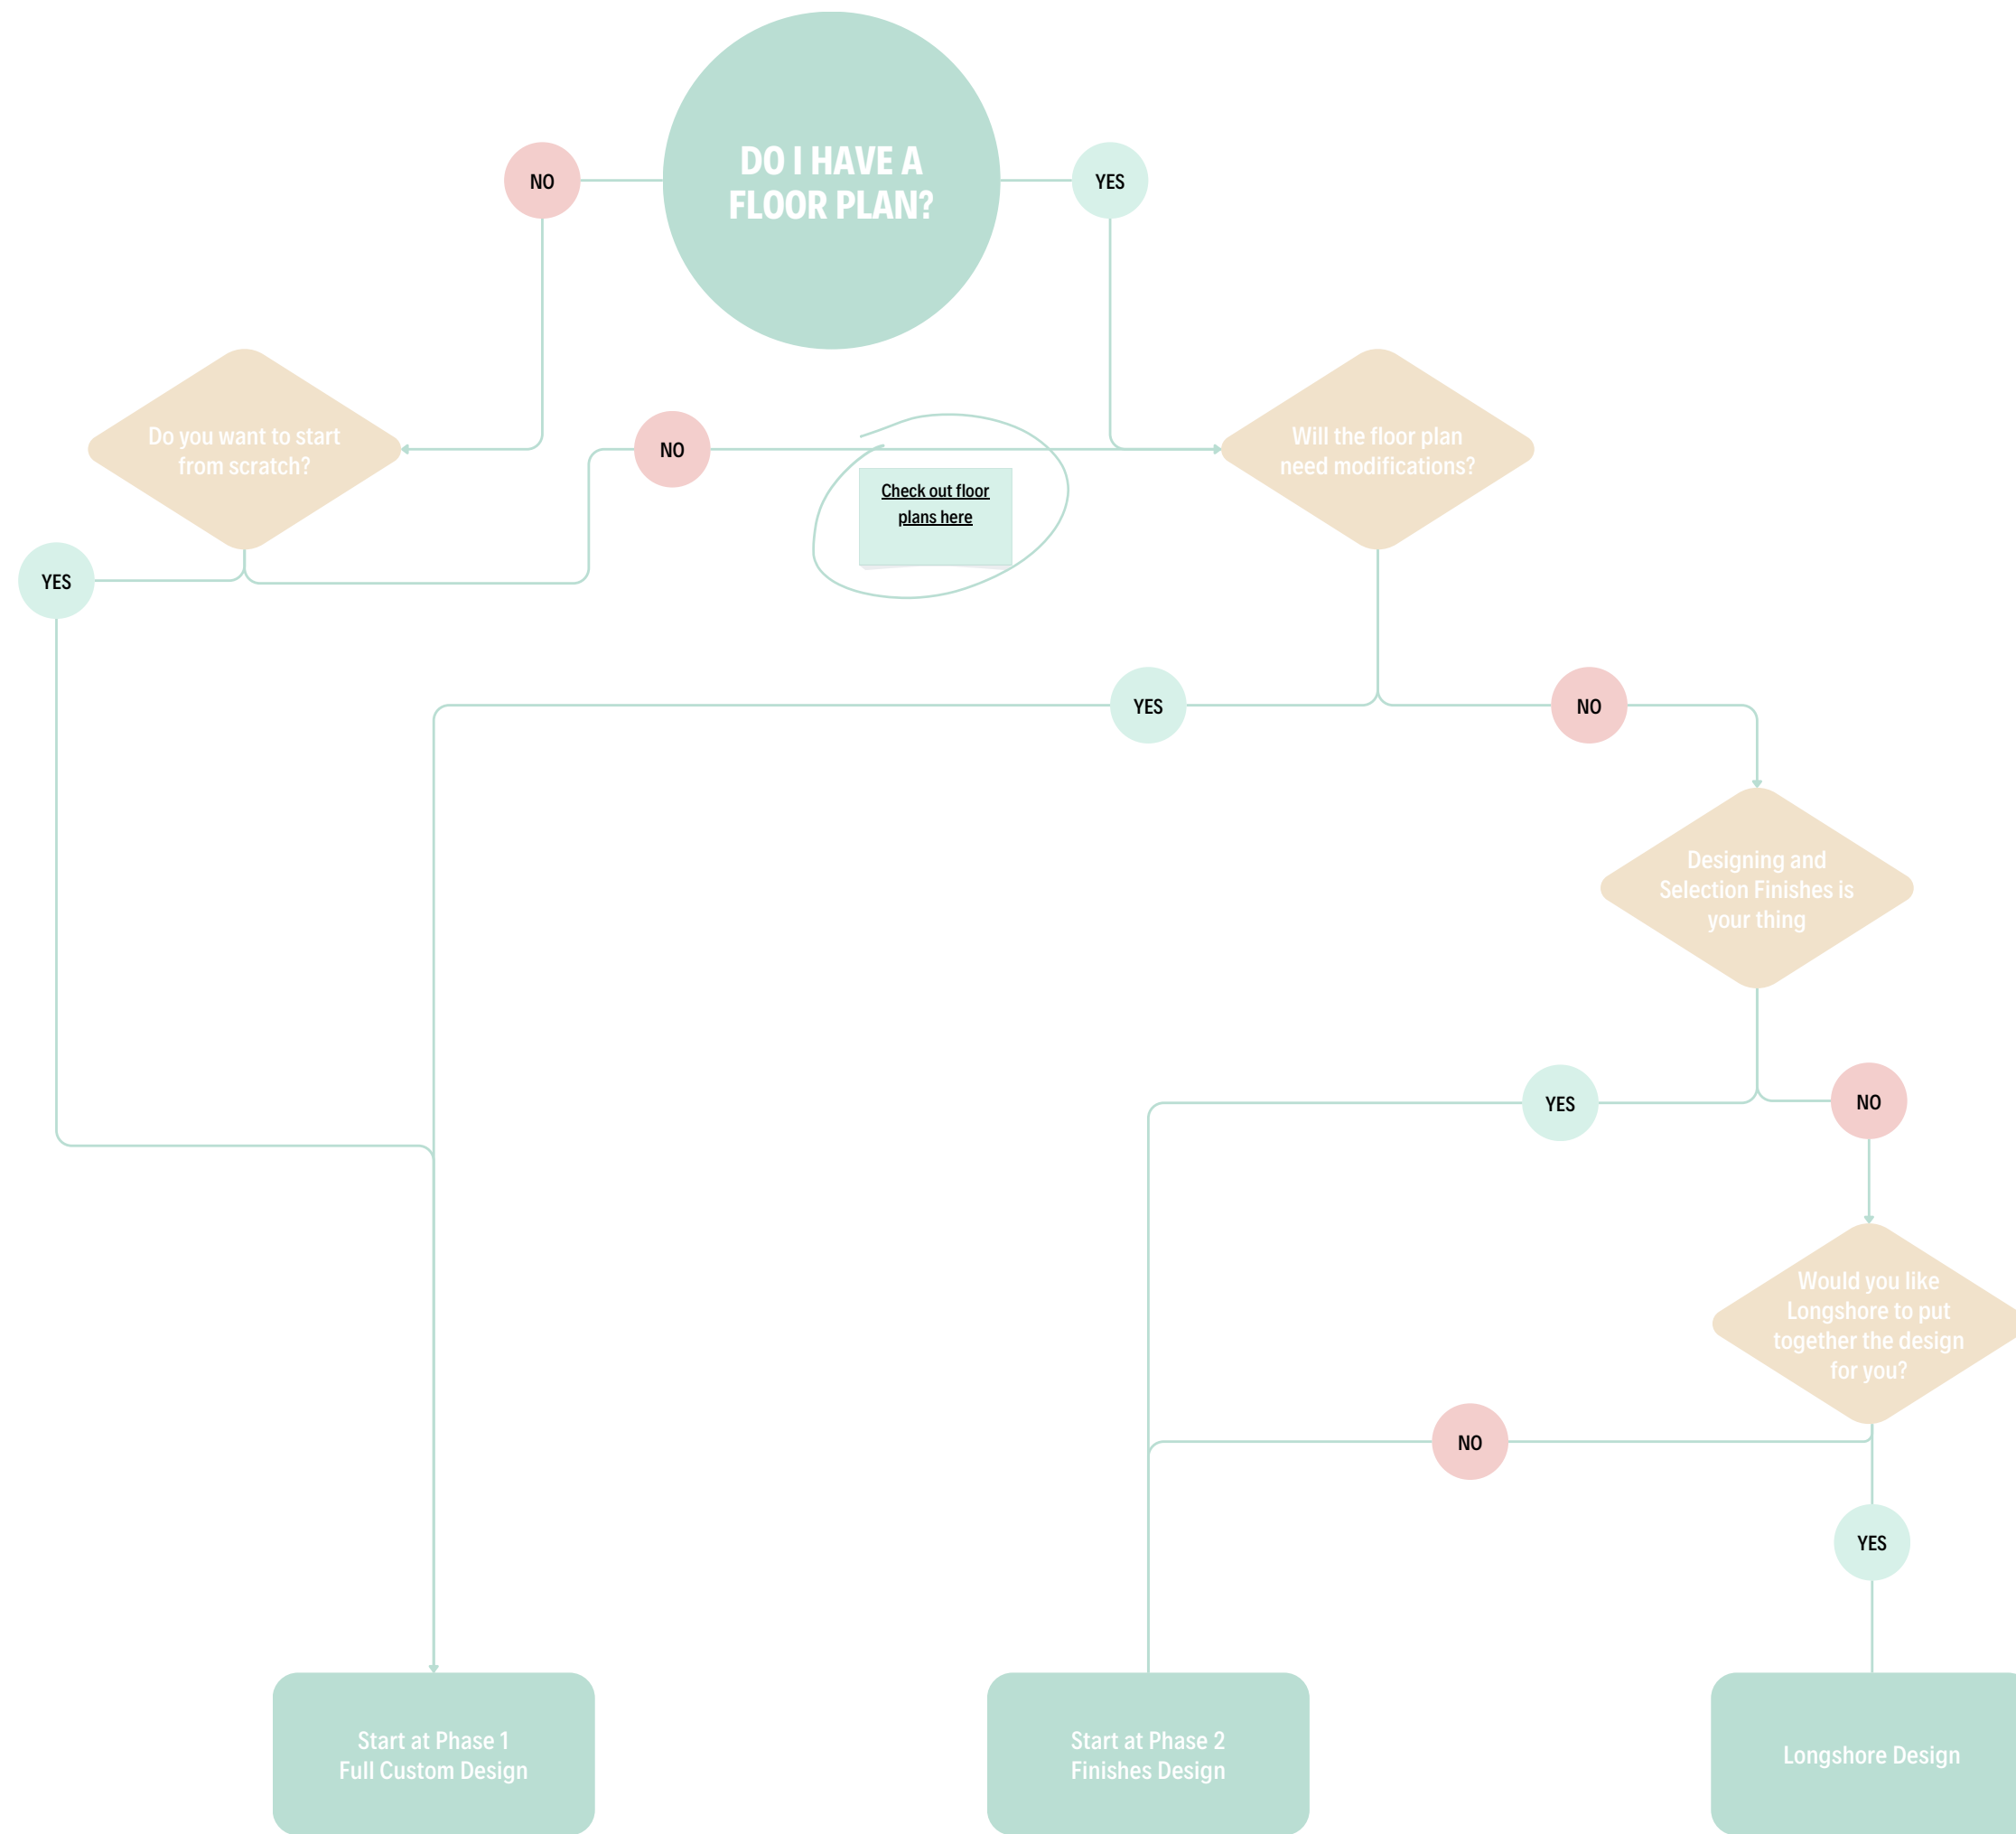 DO I HAVE A
FLOOR PLAN?
NO
YES
Do you want to start
from scratch?
NO
Check out floor
plans here
Will the floor plan
need modifications?
YES
YES
NO
Designing and
Selection Finishes is
your thing
YES
NO
Would you like
Longshore to put
together the design
for you?
NO
YES
Start at Phase 1
Full Custom Design
Start at Phase 2
Finishes Design
Longshore Design